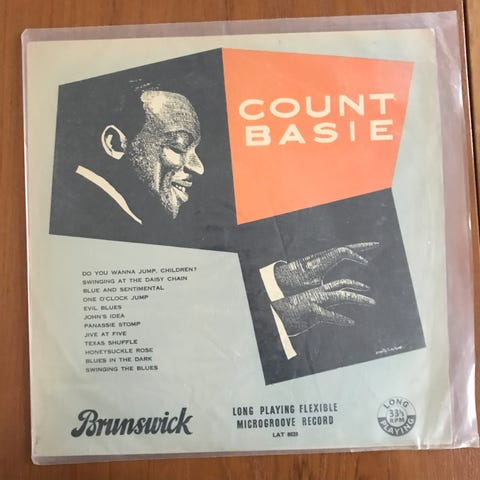 COUNT
BASIE
DO YOU WANNA JUMP, CHILDREN?
SWINGING AT THE DAISY CHAIN
BLUE AND SENTIMENTAL
ONE O'CLOCK JUMP
EVIL BLUES
JOHN'S IDEA
PANASSIE STOMP
JIVE AT FIVE
TEXAS SHUFFLE
HONEYSUCKLE ROSE
BLUES IN THE DARK
SWINGING THE BLUES
Brunswick
LONG PLAYING FLEXIBLE
MICROGROOVE RECORD
LAT 8028
LONG
33⅓
RPM
PLAYING